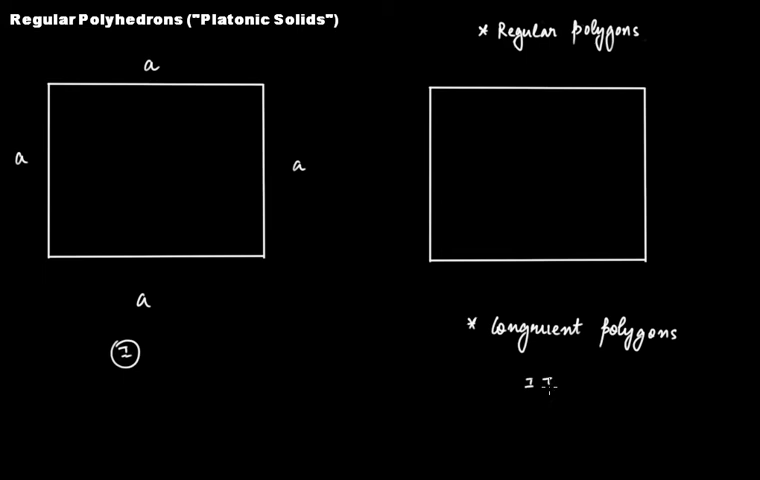 Regular Polyhedrons ("Platonic Solids")
* Regular polygons
a
a
a
a
* Congruent polygons
I
I I